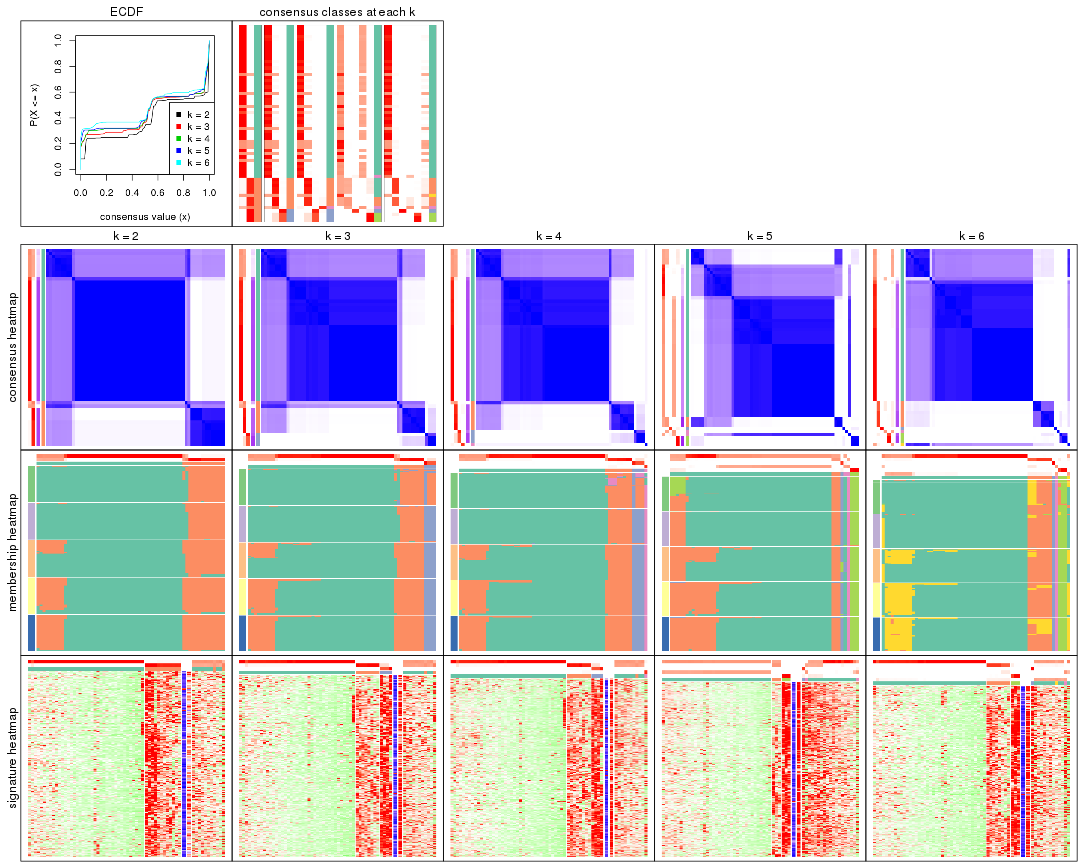 ECDF
consensus classes at each k
P(X <= x)
0.0 0.2 0.4 0.6 0.8 1.0
k = 2
k = 3
k = 4
k = 5
k = 6
0.0 0.2 0.4 0.6 0.8 1.0
consensus value (x)
k = 2
k = 3
k = 4
k = 5
k = 6
consensus heatmap
membership heatmap
signature heatmap